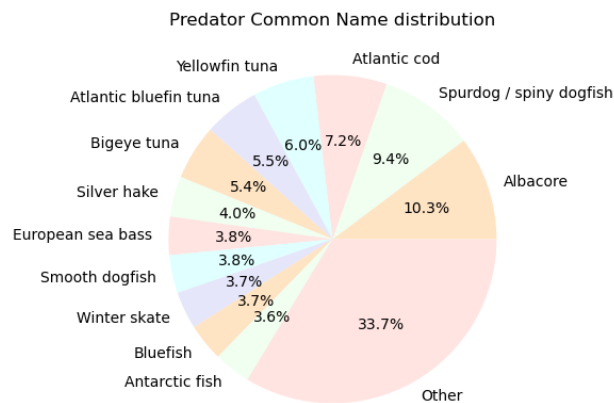 Predator Common Name distribution
Albacore
10.3%
Spurdog / spiny dogfish
9.4%
Atlantic cod
7.2%
Yellowfin tuna
6.0%
Atlantic bluefin tuna
5.5%
Bigeye tuna
5.4%
Silver hake
4.0%
European sea bass
3.8%
Smooth dogfish
3.8%
Winter skate
3.7%
Bluefish
3.7%
Antarctic fish
3.6%
Other
33.7%